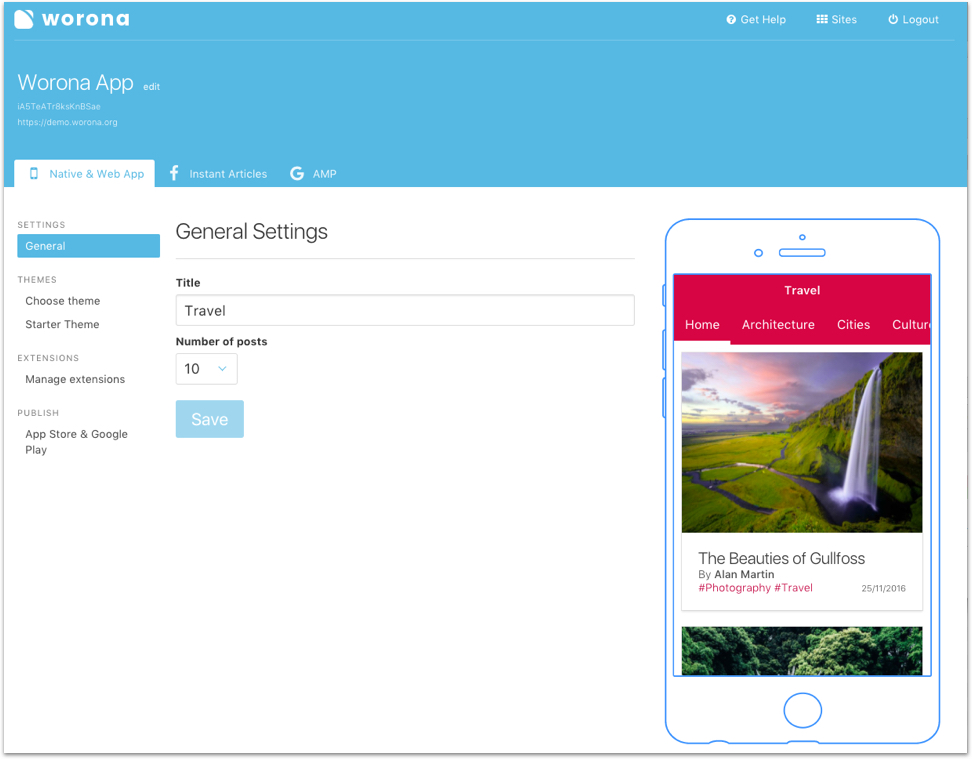 worona
Get Help Sites Logout
Worona App edit
iA5TeATr8ksKnBSae
https://demo.worona.org
Native & Web App Instant Articles AMP
SETTINGS
General
THEMES
Choose theme
Starter Theme
EXTENSIONS
Manage extensions
PUBLISH
App Store & Google
Play
General Settings
Title
Travel
Number of posts
10
Save
Travel
Home Architecture Cities Culture
The Beauties of Gullfoss
By Alan Martin
#Photography #Travel 25/11/2016